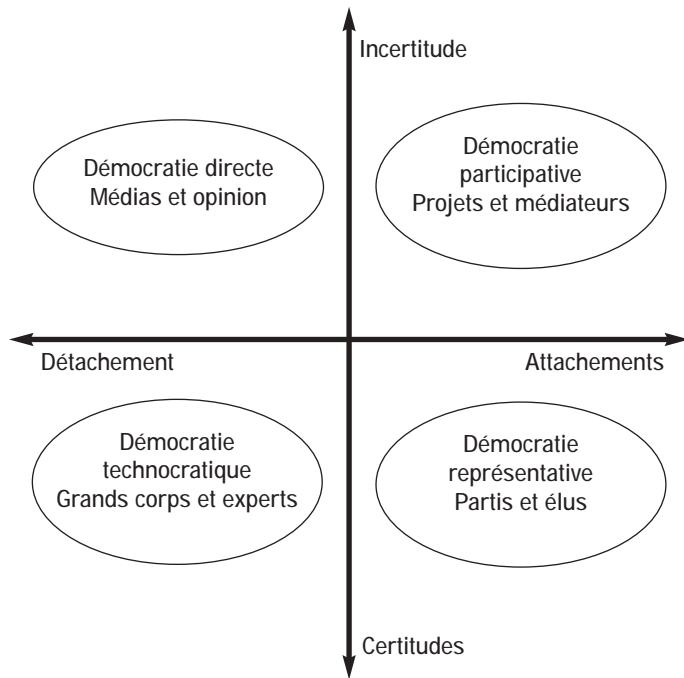 Incertitude
Démocratie directe
Médias et opinion
Démocratie
participative
Projets et médiateurs
Détachement
Attachements
Démocratie
technocratique
Grands corps et experts
Démocratie
représentative
Partis et élus
Certitudes